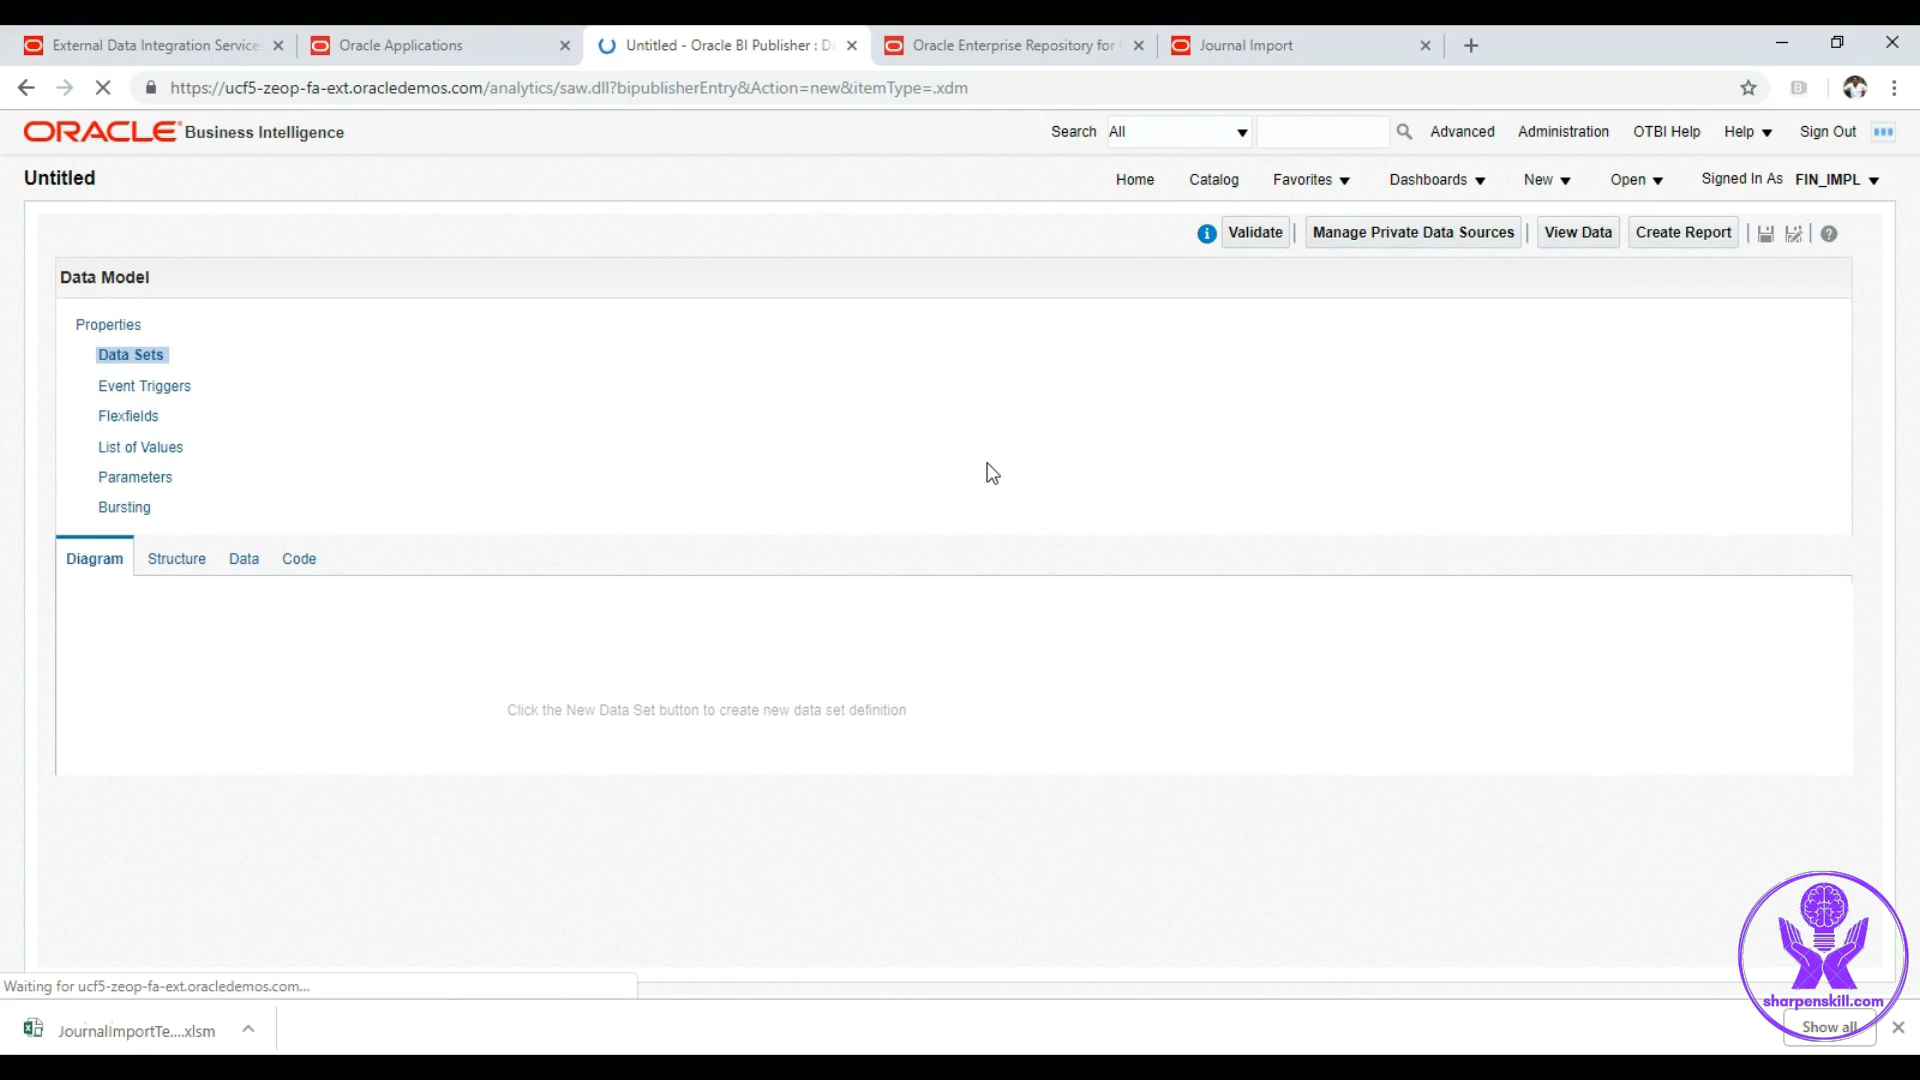 External Data Integration Service
Oracle Applications
Untitled - Oracle BI Publisher : Da
Oracle Enterprise Repository for
Journal Import
https://ucf5-zeop-fa-ext.oracledemos.com/analytics/saw.dll?bipublisherEntry&Action=new&itemType=.xdm
ORACLE Business Intelligence
Search All Advanced Administration OTBI Help Help Sign Out
Untitled
Home Catalog Favorites Dashboards New Open Signed In As FIN_IMPL
Validate Manage Private Data Sources View Data Create Report
Data Model
Properties
Data Sets
Event Triggers
Flexfields
List of Values
Parameters
Bursting
Diagram Structure Data Code
Click the New Data Set button to create new data set definition
Waiting for ucf5-zeop-fa-ext.oracledemos.com...
sharpenskill.com
JournalImportTe....xlsm
Show all